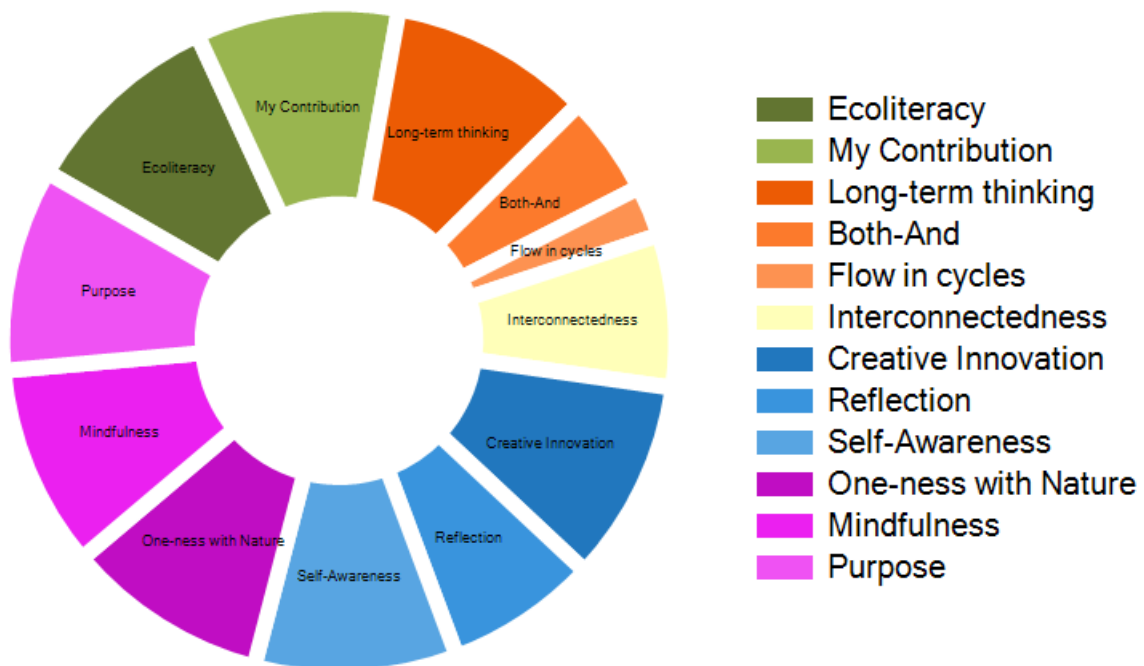 My Contribution
Long-term thinking
Ecoliteracy
Both-And
Flow in cycles
Purpose
Interconnectedness
Mindfulness
Creative Innovation
One-ness with Nature
Reflection
Self-Awareness
Ecoliteracy
My Contribution
Long-term thinking
Both-And
Flow in cycles
Interconnectedness
Creative Innovation
Reflection
Self-Awareness
One-ness with Nature
Mindfulness
Purpose